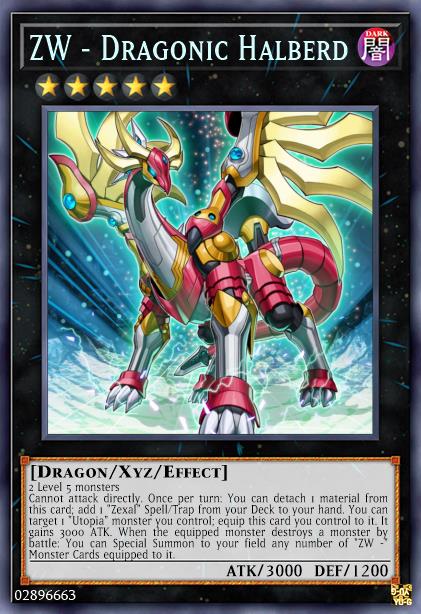 ZW - Dragonic Halberd
DARK
闇
[Dragon/Xyz/Effect]
2 Level 5 monsters
Cannot attack directly. Once per turn: You can detach 1 material from
this card; add 1 "Zexal" Spell/Trap from your Deck to your hand. You can
target 1 "Utopia" monster you control; equip this card you control to it. It
gains 3000 ATK. When the equipped monster destroys a monster by
battle: You can Special Summon to your field any number of "ZW -"
Monster Cards equipped to it.
ATK/3000 DEF/1200
02896663